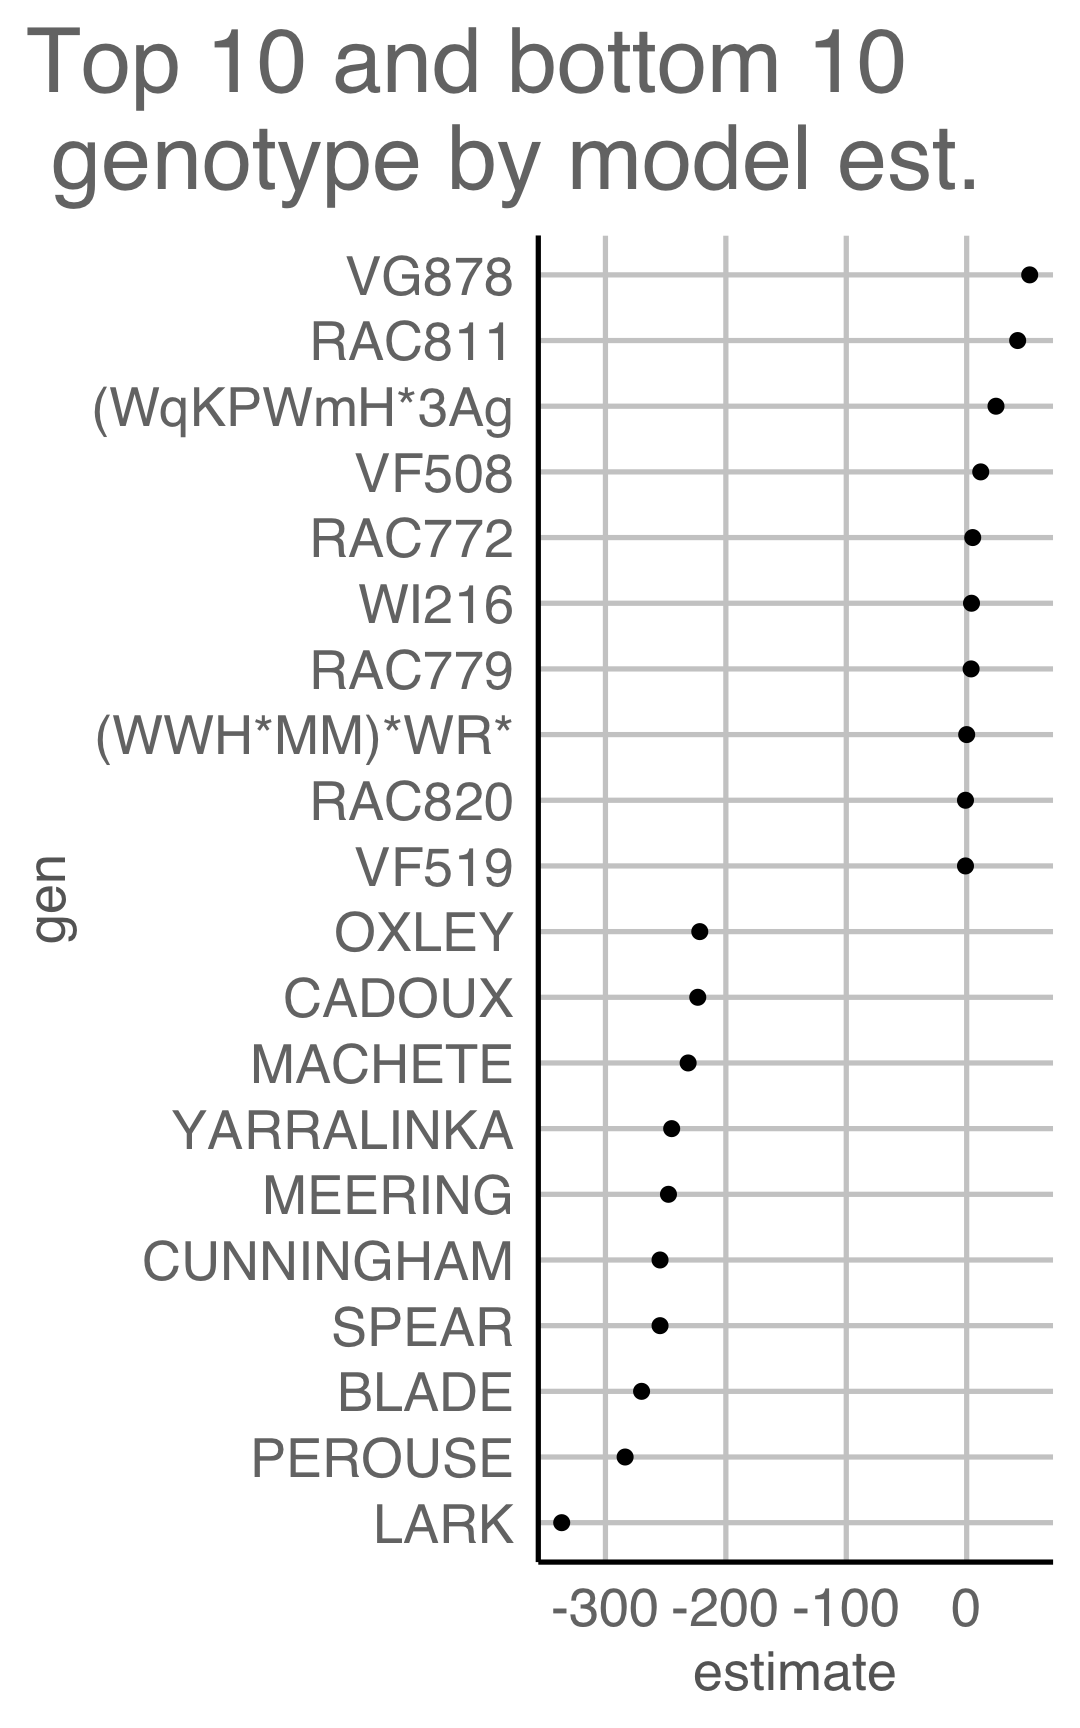 Top 10 and bottom 10
genotype by model est.
VG878
RAC811
(WqKPWmH*3Ag
VF508
RAC772
WI216
RAC779
(WWH*MM)*WR*
RAC820
VF519
OXLEY
CADOUX
MACHETE
YARRALINKA
MEERING
CUNNINGHAM
SPEAR
BLADE
PEROUSE
LARK
gen
-300 -200 -100 0
estimate